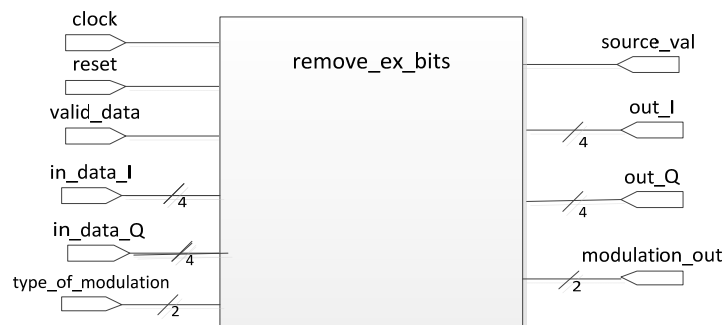 clock
reset
valid_data
in_data_I
4
in_data_Q
4
type_of_modulation
2
remove_ex_bits
source_val
out_I
4
out_Q
4
modulation_out
2